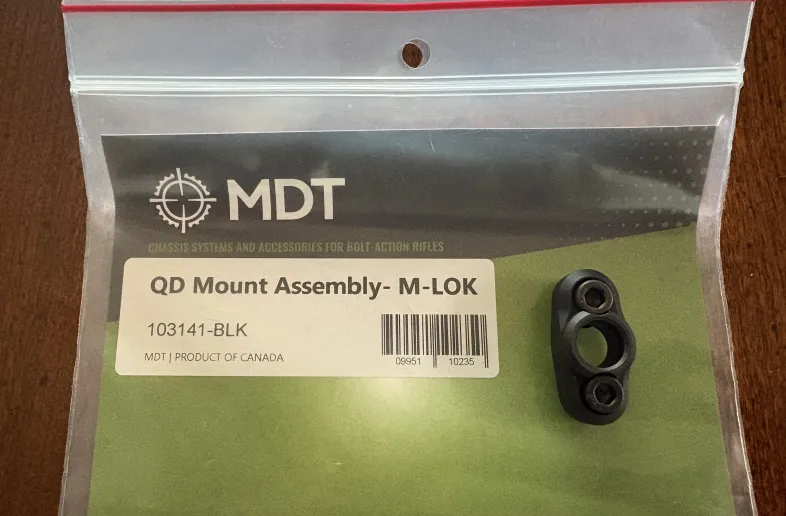 MDT
CHASSIS SYSTEMS AND ACCESSORIES FOR BOLT-ACTION RIFLES
QD Mount Assembly- M-LOK
103141-BLK
MDT | PRODUCT OF CANADA
09951 10235